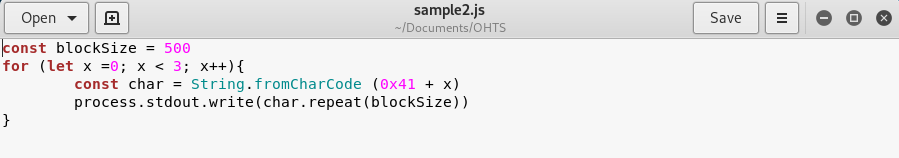 Open
sample2.js
~/Documents/OHTS
Save
const blockSize = 500
for (let x =0; x < 3; x++){
        const char = String.fromCharCode (0x41 + x)
        process.stdout.write(char.repeat(blockSize))
}